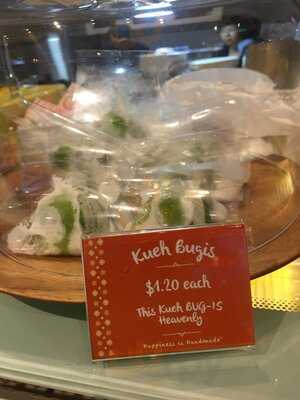 Kueh Bugis
$1.20 each
This Kueh BUG-IS
Heavenly
Happiness is Handmade